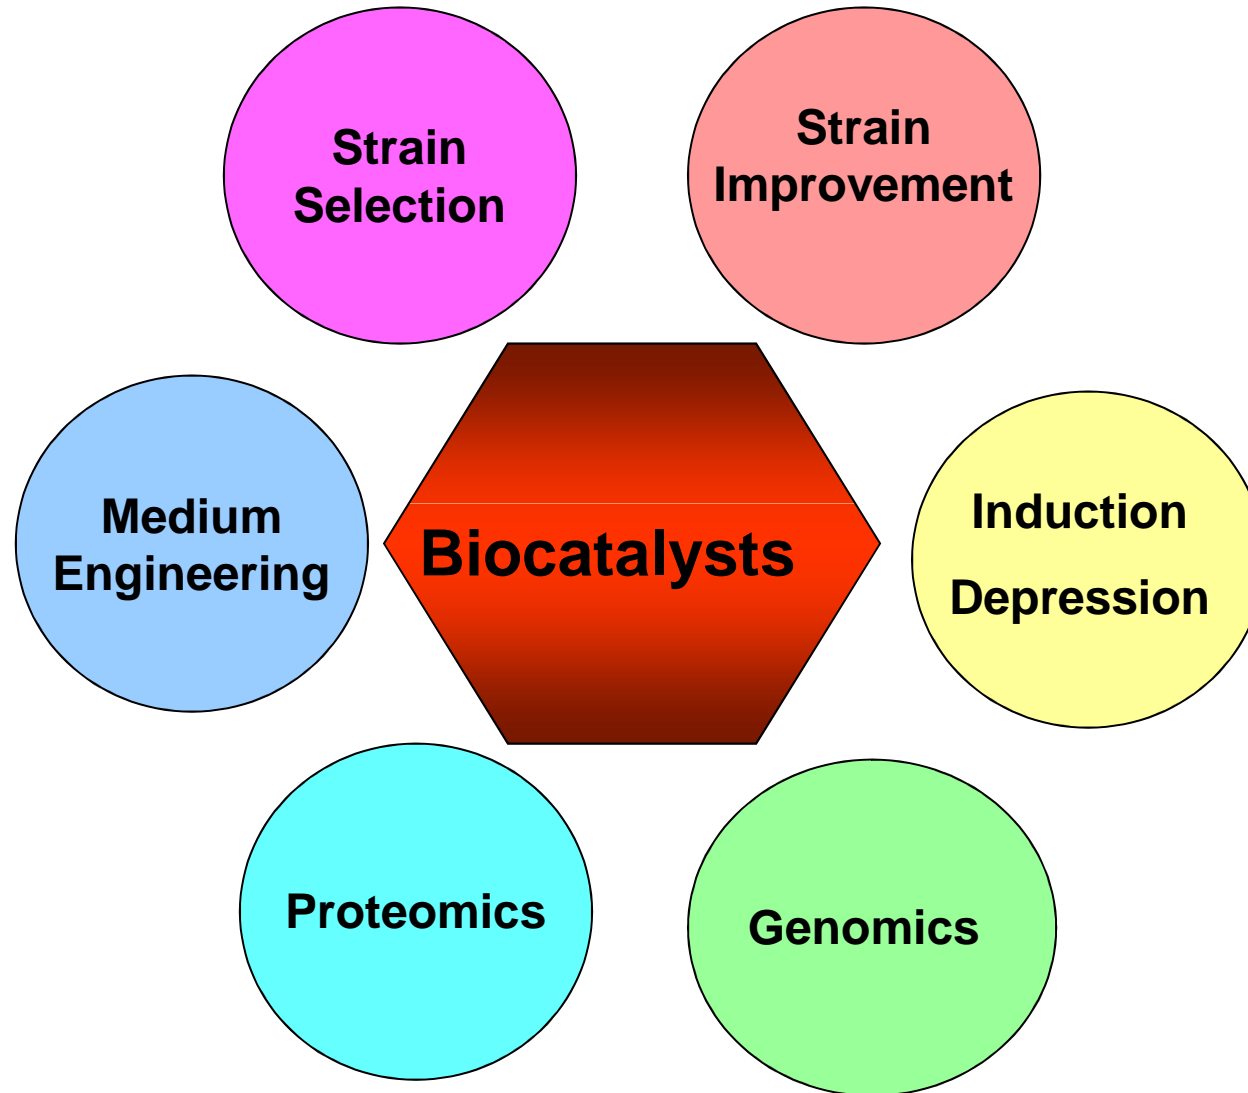 Strain
Selection
Strain
Improvement
Medium
Engineering
Biocatalysts
Induction
Depression
Proteomics
Genomics